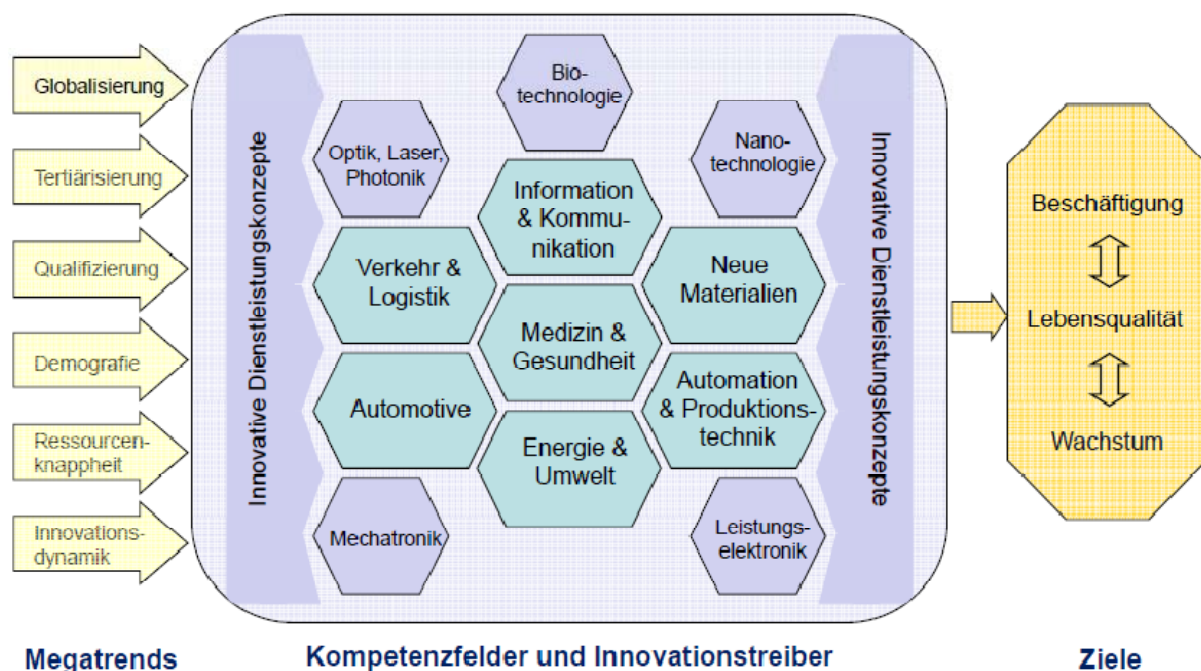 Globalisierung
Tertiärisierung
Qualifizierung
Demografie
Ressourcen-
knappheit
Innovations-
dynamik
Innovative Dienstleistungskonzepte
Bio-
technologie
Optik, Laser,
Photonik
Nano-
technologie
Information
& Kommu-
nikation
Verkehr &
Logistik
Neue
Materialien
Medizin &
Gesundheit
Automotive
Automation
& Produktions-
technik
Energie &
Umwelt
Mechatronik
Leistungs-
elektronik
Innovative Dienstleistungskonzepte
Beschäftigung
Lebensqualität
Wachstum
Megatrends
Kompetenzfelder und Innovationstreiber
Ziele